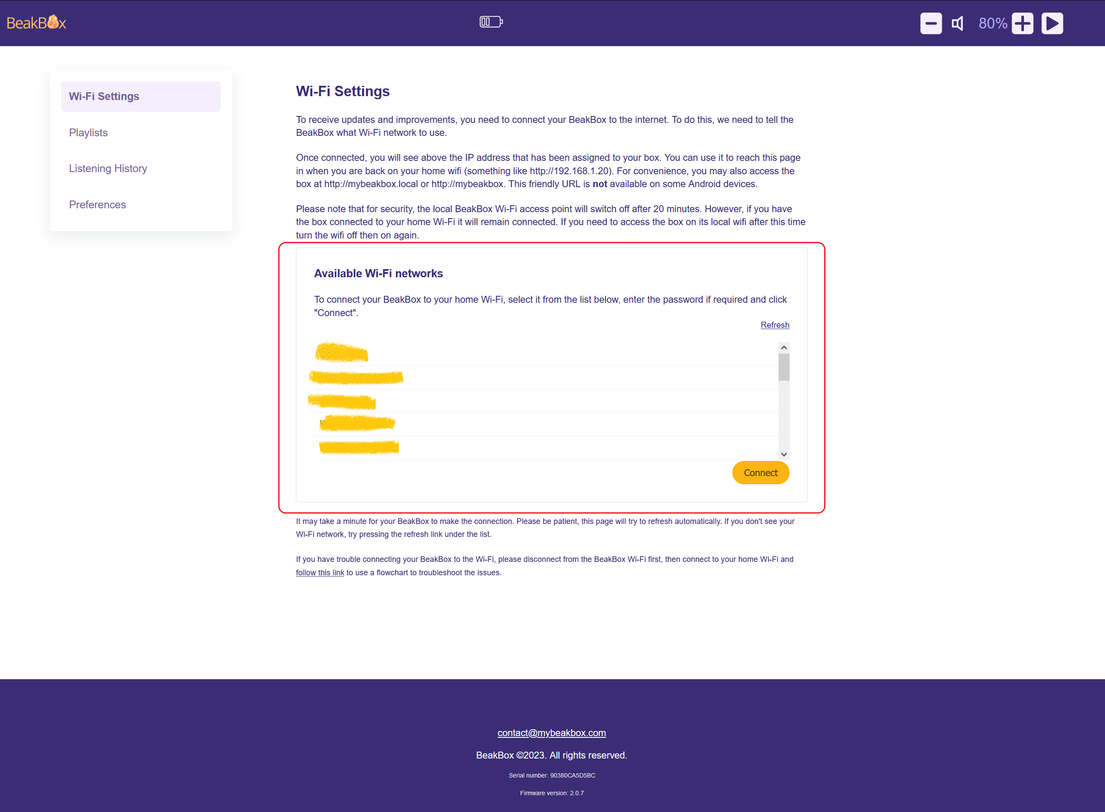 BeakBox
80%
Wi-Fi Settings
Playlists
Listening History
Preferences
Wi-Fi Settings
To receive updates and improvements, you need to connect your BeakBox to the internet. To do this, we need to tell the
BeakBox what Wi-Fi network to use.
Once connected, you will see above the IP address that has been assigned to your box. You can use it to reach this page
in when you are back on your home wifi (something like http://192.168.1.20). For convenience, you may also access the
box at http://mybeakbox.local or http://mybeakbox. This friendly URL is not available on some Android devices.
Please note that for security, the local BeakBox Wi-Fi access point will switch off after 20 minutes. However, if you have
the box connected to your home Wi-Fi it will remain connected. If you need to access the box on its local wifi after this time
turn the wifi off then on again.
Available Wi-Fi networks
To connect your BeakBox to your home Wi-Fi, select it from the list below, enter the password if required and click
"Connect".
Refresh
Connect
It may take a minute for your BeakBox to make the connection. Please be patient, this page will try to refresh automatically. If you don't see your
Wi-Fi network, try pressing the refresh link under the list.
If you have trouble connecting your BeakBox to the Wi-Fi, please disconnect from the BeakBox Wi-Fi first, then connect to your home Wi-Fi and
follow this link to use a flowchart to troubleshoot the issues.
contact@mybeakbox.com
BeakBox ©2023. All rights reserved.
Serial number: 90380CA5D5BC
Firmware version: 2.0.7